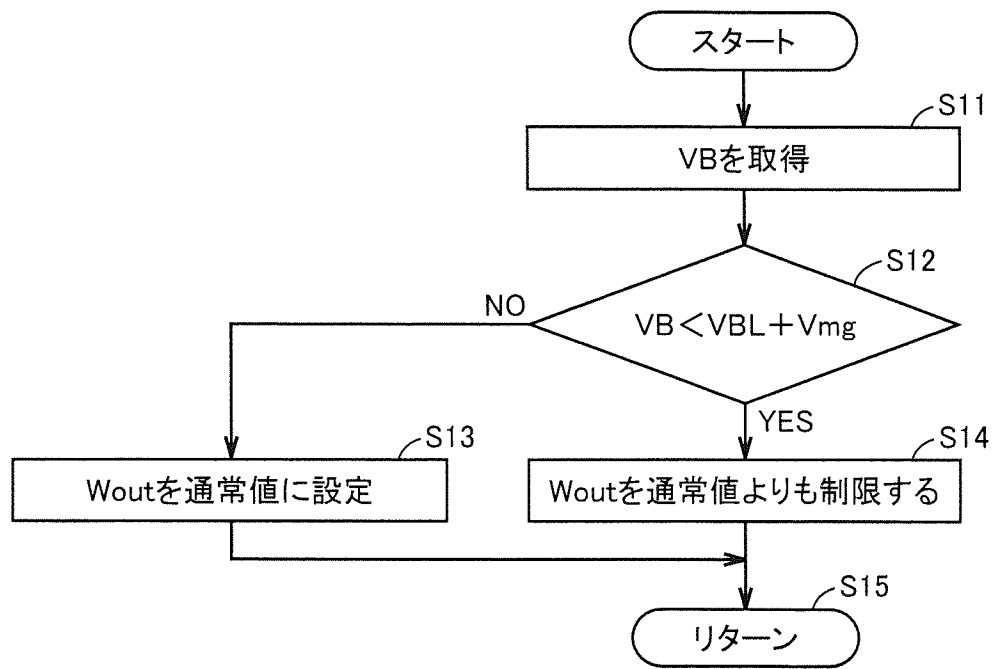 スタート
S11
VBを取得
S12
VB<VBL+Vmg
NO
YES
S13
Woutを通常値に設定
S14
Woutを通常値よりも制限する
S15
リターン